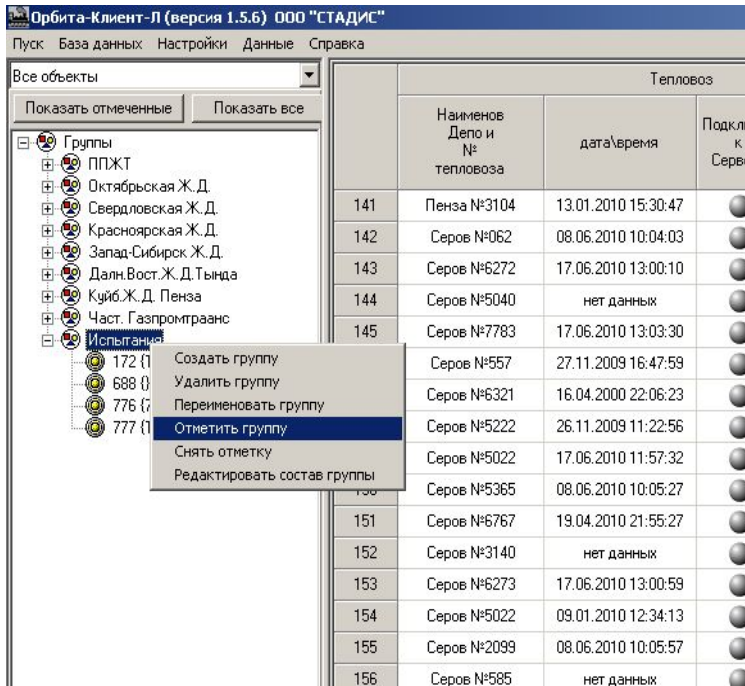 Орбита-Клиент-Л (версия 1.5.6) ООО "СТАДИС"
Пуск База данных Настройки Данные Справка
Все объекты
Показать отмеченные Показать все
Группы
ППЖТ
Октябрьская Ж.Д.
Свердловская Ж.Д.
Красноярская Ж.Д.
Запад-Сибирск Ж.Д.
Далн.Вост.Ж.Д.Тында
Куйб.Ж.Д. Пенза
Част. Газпромтраанс
Испытания
172 {1
688 {}
776 {7
777 {1
Создать группу
Удалить группу
Переименовать группу
Отметить группу
Снять отметку
Редактировать состав группы
Тепловоз
Наименов
Депо и
№
тепловоза
дата\время
к
141 Пенза №3104 13.01.2010 15:30:47
142 Серов №062 08.06.2010 10:04:03
143 Серов №6272 17.06.2010 13:00:10
144 Серов №5040 нет данных
145 Серов №7783 17.06.2010 13:03:30
Серов №557 27.11.2009 16:47:59
Серов №6321 16.04.2000 22:06:23
Серов №5222 26.11.2009 11:22:56
Серов №5022 17.06.2010 11:57:32
Серов №5365 08.06.2010 10:05:27
151 Серов №6767 19.04.2010 21:55:27
152 Серов №3140 нет данных
153 Серов №6273 17.06.2010 13:00:59
154 Серов №5022 09.01.2010 12:34:13
155 Серов №2099 08.06.2010 10:05:57
156 Серов №585 нет данных